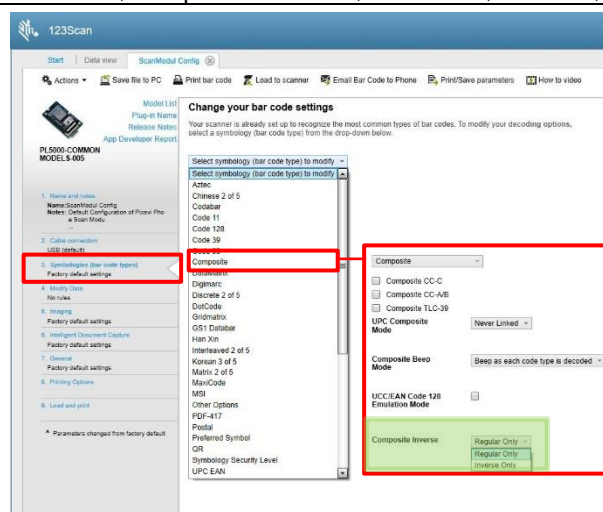 123Scan
Start Data view ScanModul Config
Actions Save file to PC Print bar code Load to scanner Email Bar Code to Phone Print/Save parameters How to video
Model List
Plug-in Name
Release Notes
App Developer Report
PL5000-COMMON
MODELS-005
1. Name and notes
Name:ScanModul Config
Notes: Default Configuration of Picavi Pho
e Scan Modu
...
2. Cable connection
USB (default)
3. Symbologies (bar code types)
Factory default settings
4. Modify Data
No rules
5. Imaging
Factory default settings
6. Intelligent Document Capture
Factory default settings
7. General
Factory default settings
8. Printing Options
9. Load and print
^ Parameters changed from factory default
Change your bar code settings
Your scanner is already set up to recognize the most common types of bar codes. To modify your decoding options,
select a symbology (bar code type) from the drop-down below.
Select symbology (bar code type) to modify
Select symbology (bar code type) to modify
Aztec
Chinese 2 of 5
Codabar
Code 11
Code 128
Code 39
Composite
DataMatrix
Digimarc
Discrete 2 of 5
DotCode
Gridmatrix
GS1 Databar
Han Xin
Interleaved 2 of 5
Korean 3 of 5
Matrix 2 of 5
MaxiCode
MSI
Other Options
PDF-417
Postal
Preferred Symbol
QR
Symbology Security Level
UPC EAN
Composite
Composite CC-C
Composite CC-A/B
Composite TLC-39
UPC Composite
Mode
Never Linked
Composite Beep
Mode
Beep as each code type is decoded
UCC/EAN Code 128
Emulation Mode
Composite Inverse
Regular Only
Regular Only
Inverse Only